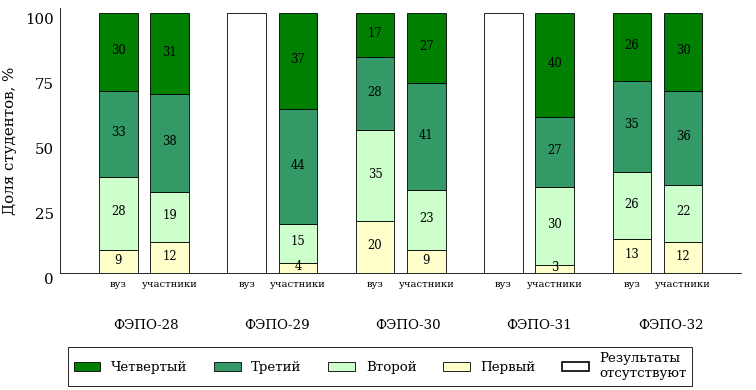 Доля студентов, %
100
75
50
25
0
30 31 37 17 27 40 26 30
33 38 44 28 41 27 35 36
28 19 15 35 23 30 26 22
9 12 4 20 9 3 13 12
вуз участники вуз участники вуз участники вуз участники вуз участники
ФЭПО-28 ФЭПО-29 ФЭПО-30 ФЭПО-31 ФЭПО-32
Четвертый Третий Второй Первый Результаты
отсутствуют